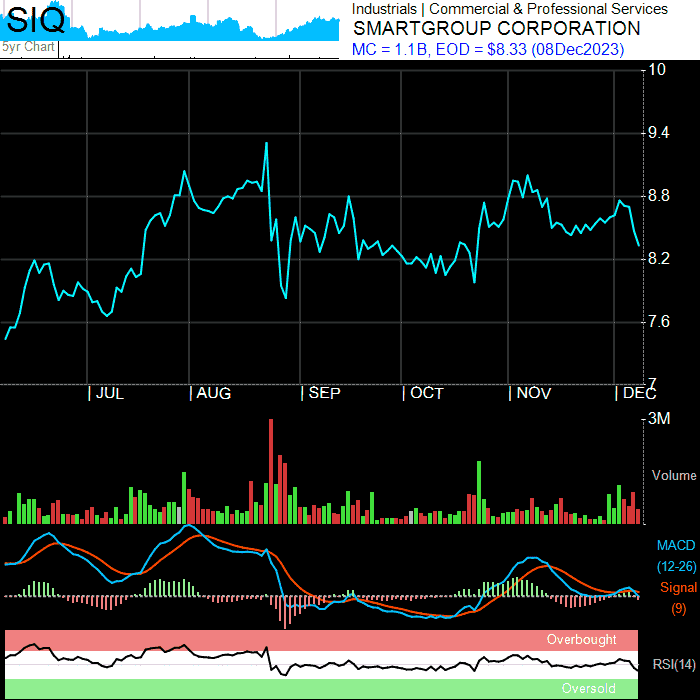 SIQ
5yr Chart
Industrials | Commercial & Professional Services
SMARTGROUP CORPORATION
MC = 1.1B, EOD = $8.33 (08Dec2023)
10
9.4
8.8
8.2
7.6
7
JUL AUG SEP OCT NOV DEC
3M
Volume
MACD
(12-26)
Signal
(9)
Overbought
RSI(14)
Oversold